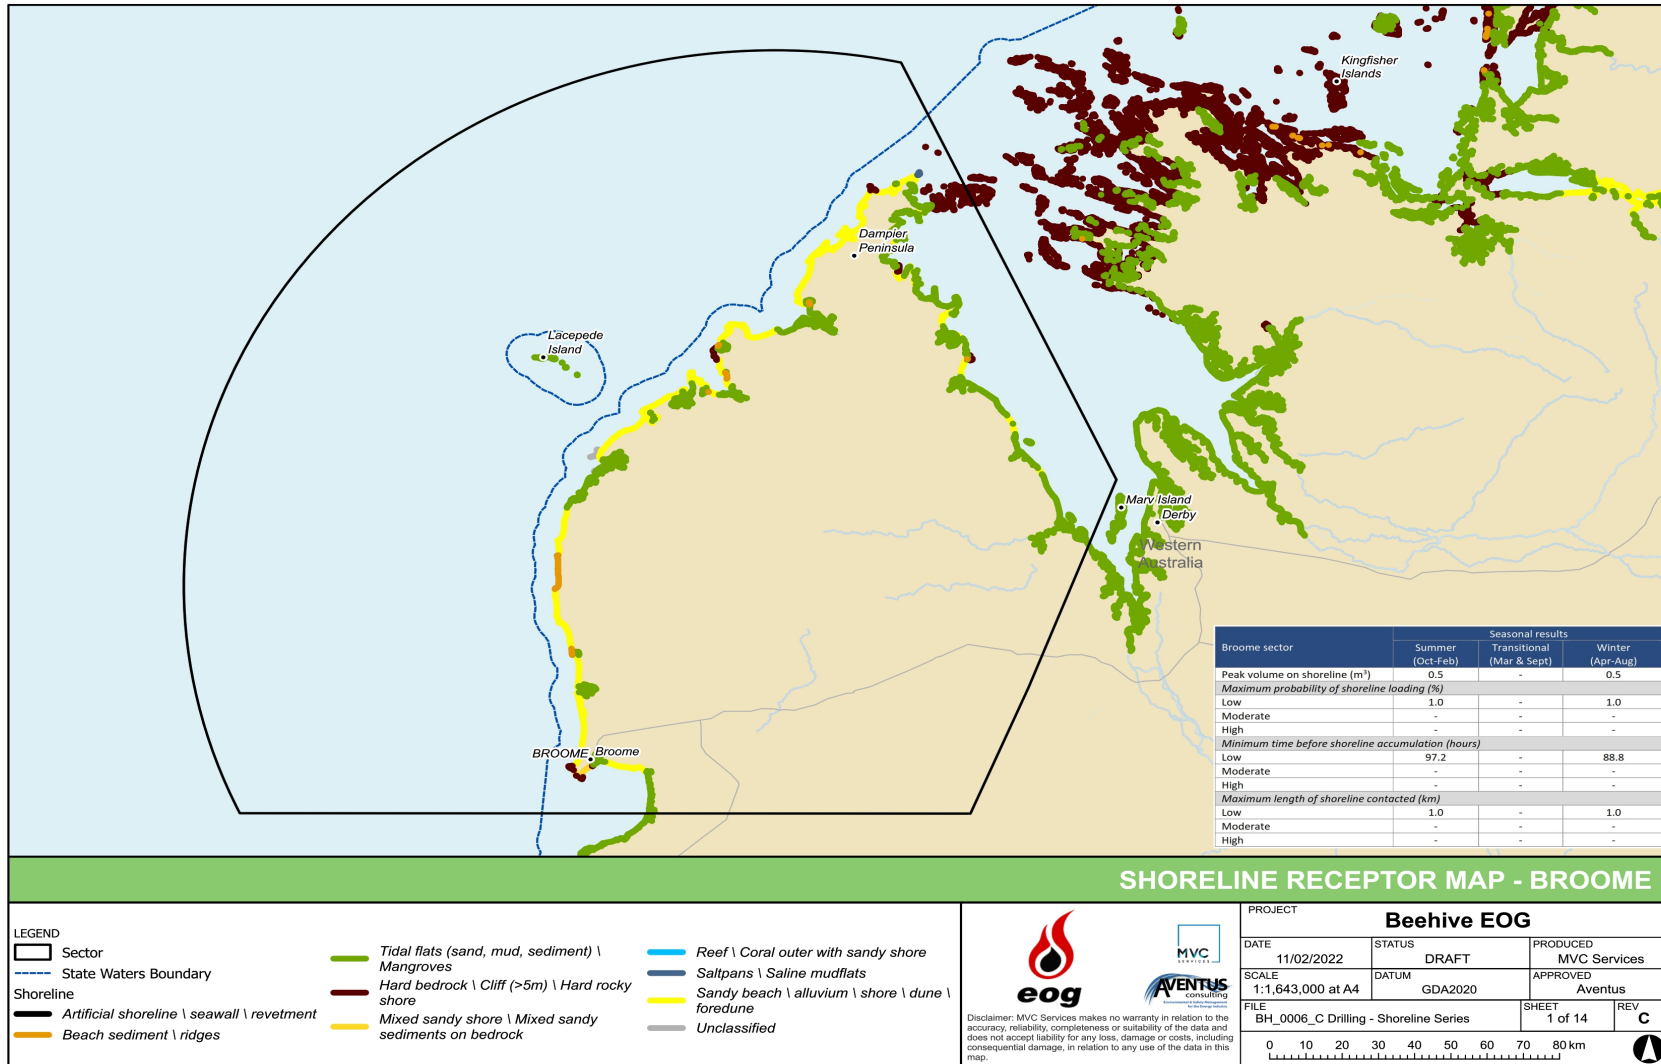 Kingfisher
Islands
Dampier
Peninsula
Lacepede
Island
Mary Island
Derby
Western
Australia
BROOME
Broome
Broome sector
Seasonal results
Summer
(Oct-Feb)
Transitional
(Mar & Sept)
Winter
(Apr-Aug)
Peak volume on shoreline (m³) 0.5 - 0.5
Maximum probability of shoreline loading (%)
Low 1.0 - 1.0
Moderate - - -
High - - -
Minimum time before shoreline accumulation (hours)
Low 97.2 - 88.8
Moderate - - -
High - - -
Maximum length of shoreline contacted (km)
Low 1.0 - 1.0
Moderate - - -
High - - -
SHORELINE RECEPTOR MAP - BROOME
LEGEND
Sector
State Waters Boundary
Shoreline
Artificial shoreline \ seawall \ revetment
Beach sediment \ ridges
Tidal flats (sand, mud, sediment) \
Mangroves
Hard bedrock \ Cliff (>5m) \ Hard rocky
shore
Mixed sandy shore \ Mixed sandy
sediments on bedrock
Reef \ Coral outer with sandy shore
Saltpans \ Saline mudflats
Sandy beach \ alluvium \ shore \ dune \
foredune
Unclassified
eog
MVC
SERVICES
AVENTUS
consulting
Environmental & Safety Management
for the Energy Industry
Disclaimer: MVC Services makes no warranty in relation to the
accuracy, reliability, completeness or suitability of the data and
does not accept liability for any loss, damage or costs, including
consequential damage, in relation to any use of the data in this
map.
PROJECT
Beehive EOG
DATE
11/02/2022
STATUS
DRAFT
PRODUCED
MVC Services
SCALE
1:1,643,000 at A4
DATUM
GDA2020
APPROVED
Aventus
FILE
BH_0006_C Drilling - Shoreline Series
SHEET
1 of 14
REV
C
0 10 20 30 40 50 60 70 80 km